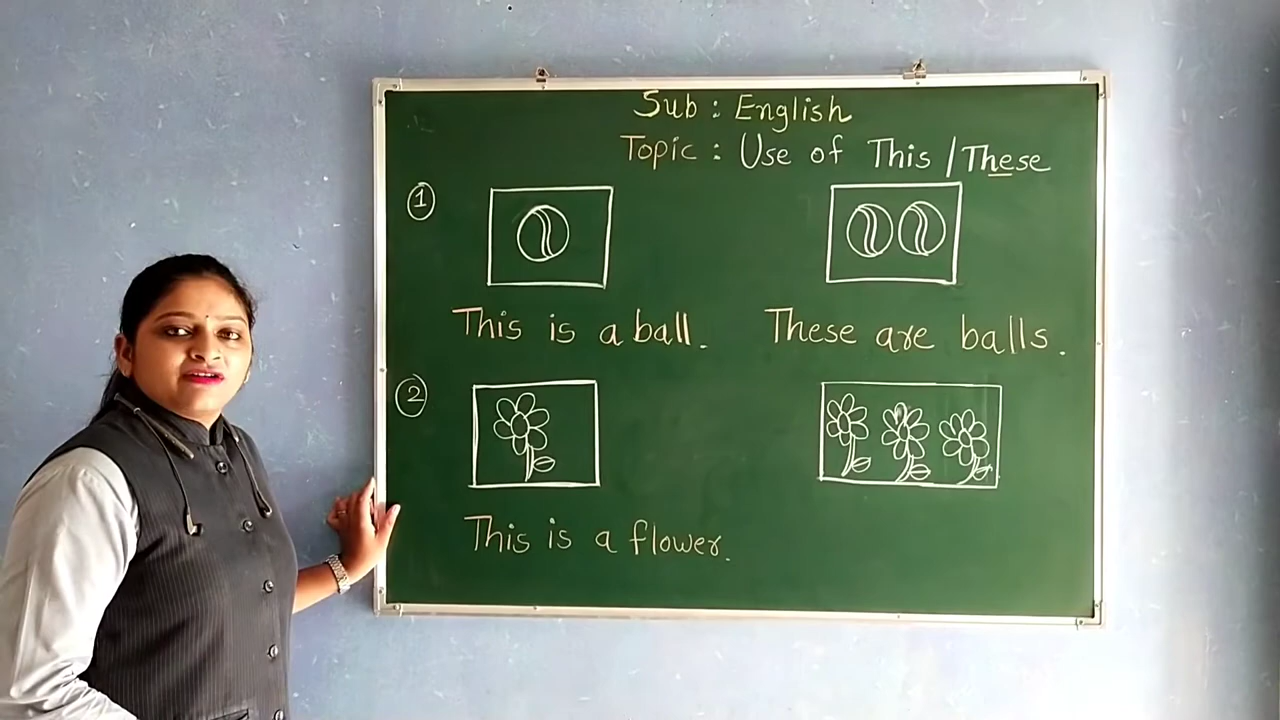 Sub : English
Topic : Use of This / These
1
This is a ball.
These are balls.
2
This is a flower.